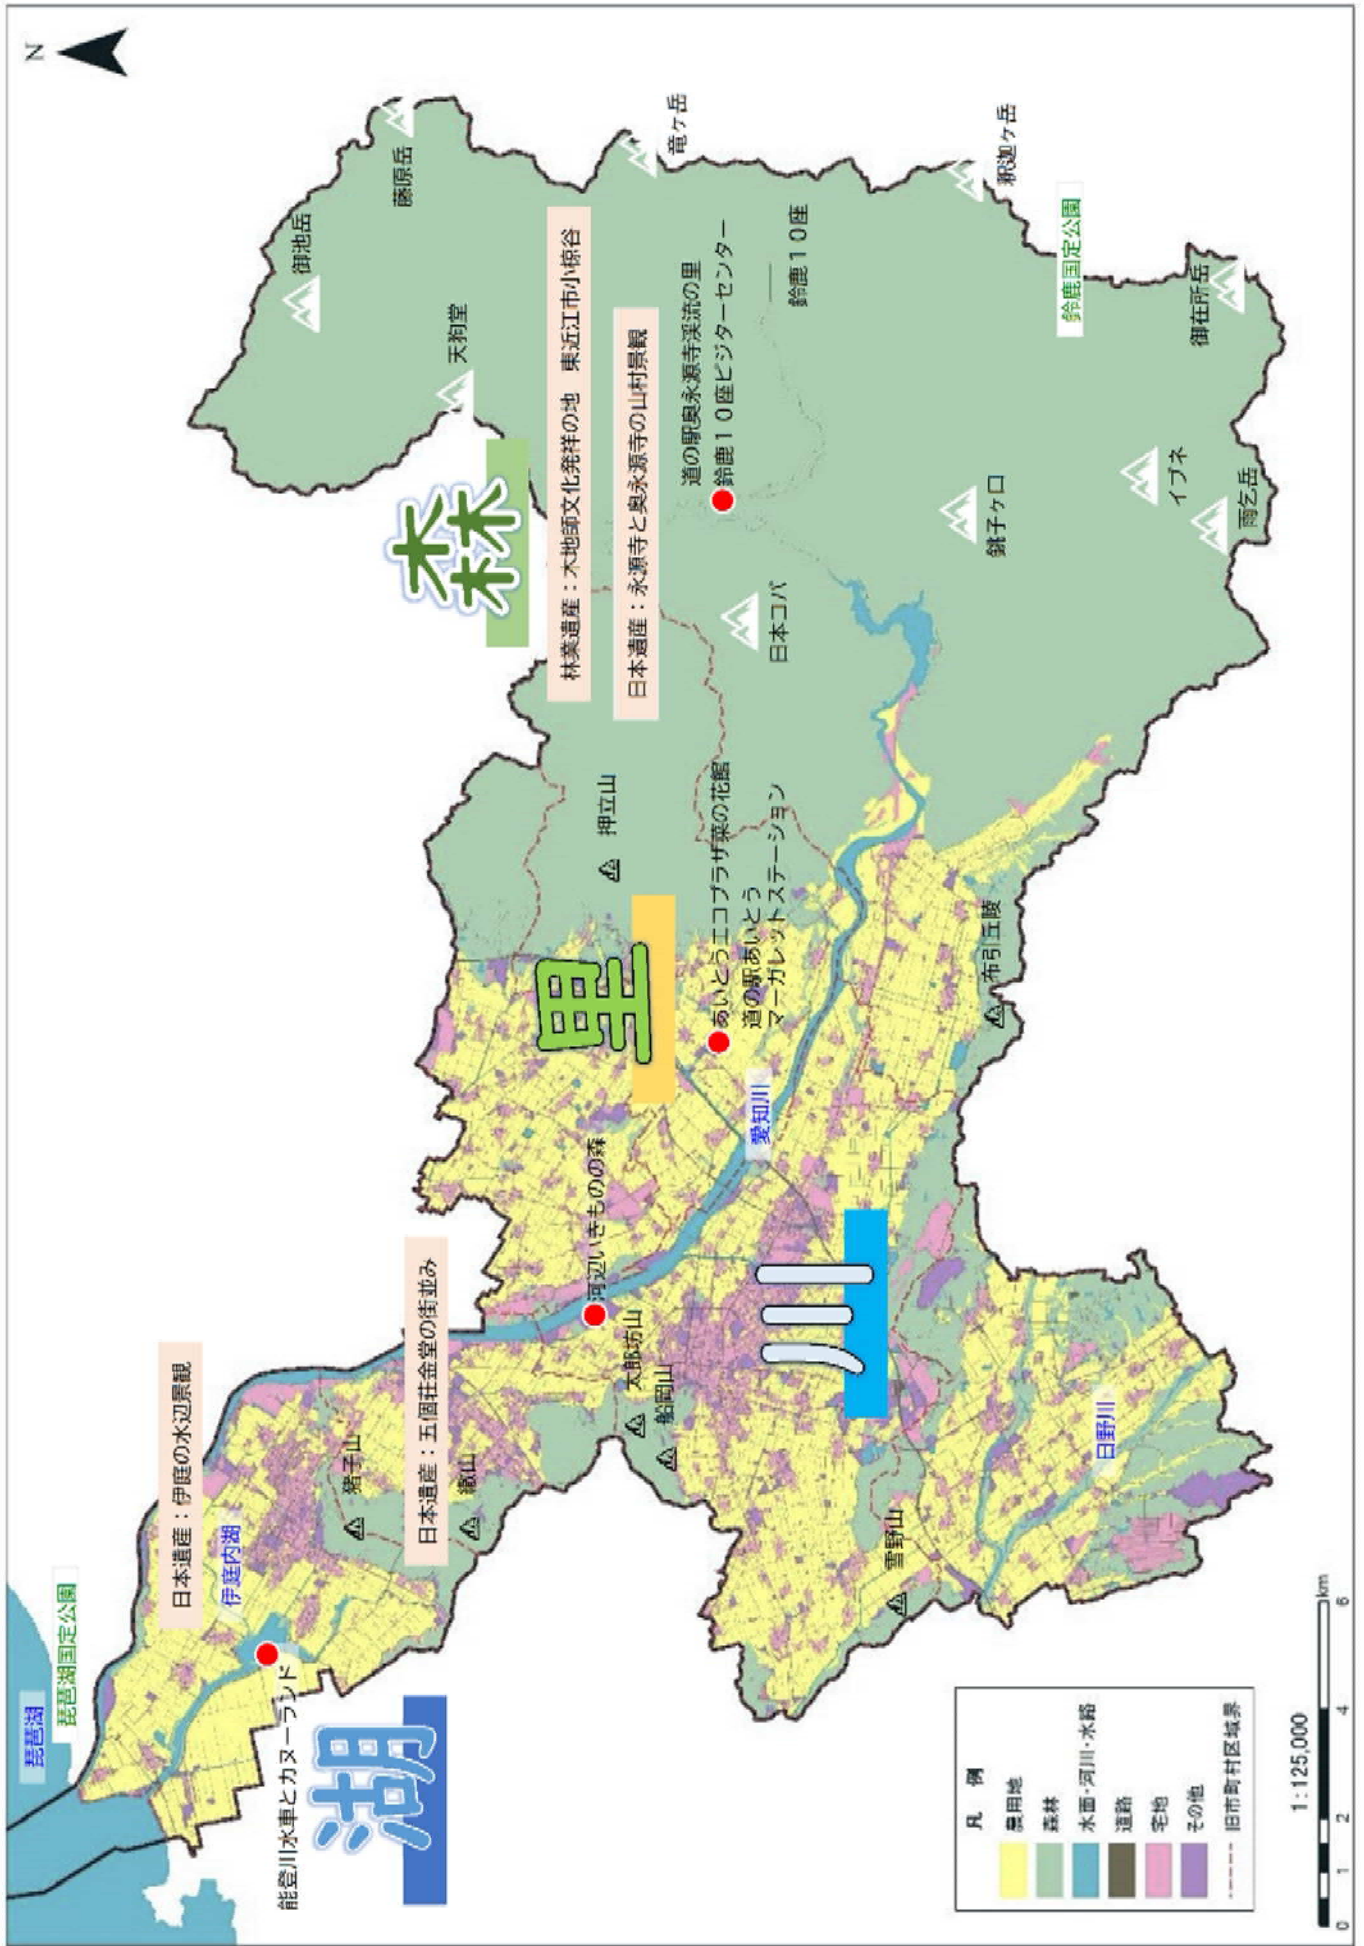 N
琵琶湖
琵琶湖国定公園
日本遺産：伊庭の水辺景観
伊庭内湖
能登川水車とカヌーランド
湖
猪子山
日本遺産：五個荘金堂の街並み
繖山
河辺いきものの森
太郎坊山
船岡山
川
雪野山
日野川
愛知川
里
あいとうエコプラザ菜の花館
道の駅あいとう
マーガレットステーション
押立山
布引丘陵
森
林業遺産：木地師文化発祥の地　東近江市小椋谷
日本遺産：永源寺と奥永源寺の山村景観
道の駅奥永源寺渓流の里
鈴鹿１０座ビジターセンター
鈴鹿１０座
日本コバ
天狗堂
御池岳
藤原岳
竜ヶ岳
釈迦ヶ岳
鈴鹿国定公園
御在所岳
銚子ヶ口
イブネ
雨乞岳
凡例
農用地
森林
水面・河川・水路
道路
宅地
その他
旧市町村区域界
1:125,000
0 1 2 4 6 km